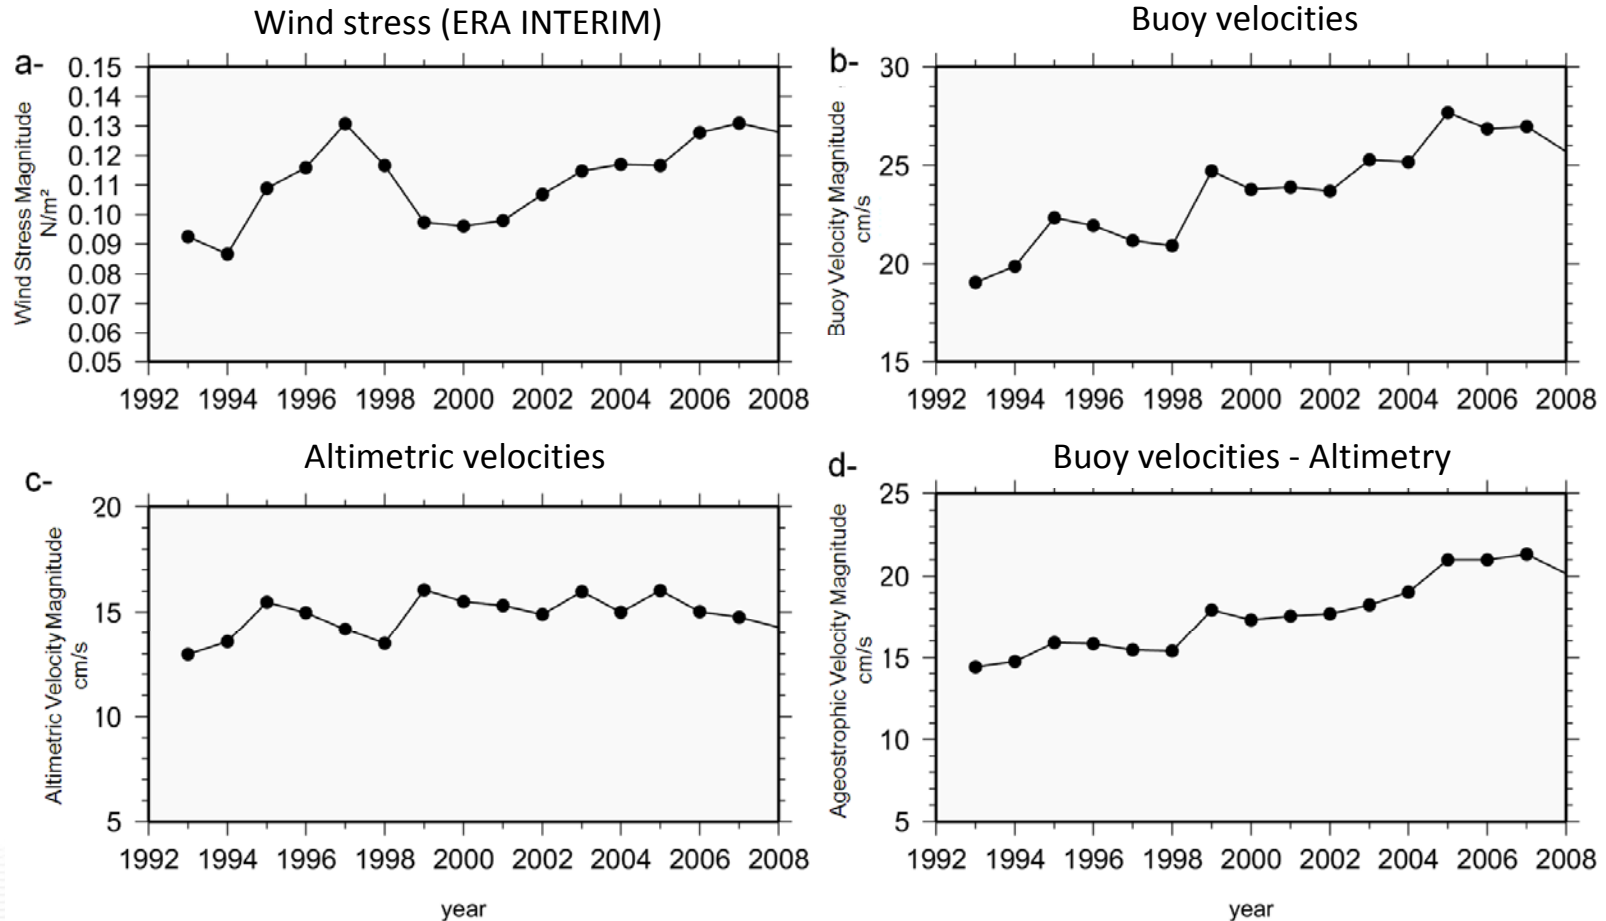 Wind stress (ERA INTERIM)
a-
Wind Stress Magnitude
N/m²
0.15
0.14
0.13
0.12
0.11
0.10
0.09
0.08
0.07
0.06
0.05
1992 1994 1996 1998 2000 2002 2004 2006 2008
Buoy velocities
b-
Buoy Velocity Magnitude
cm/s
30
25
20
15
1992 1994 1996 1998 2000 2002 2004 2006 2008
Altimetric velocities
c-
Altimetric Velocity Magnitude
cm/s
20
15
10
5
1992 1994 1996 1998 2000 2002 2004 2006 2008
year
Buoy velocities - Altimetry
d-
Ageostrophic Velocity Magnitude
cm/s
25
20
15
10
5
1992 1994 1996 1998 2000 2002 2004 2006 2008
year